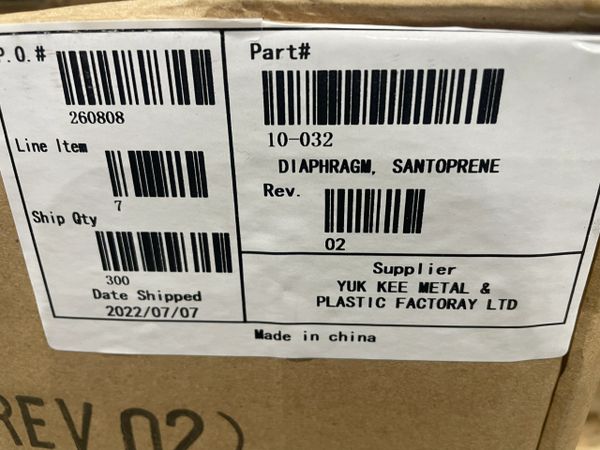 P.O.#
260808
Line Item
7
Ship Qty
300
Date Shipped
2022/07/07
Part#
10-032
DIAPHRAGM, SANTOPRENE
Rev.
02
Supplier
YUK KEE METAL &
PLASTIC FACTORAY LTD
Made in china
REV 02)